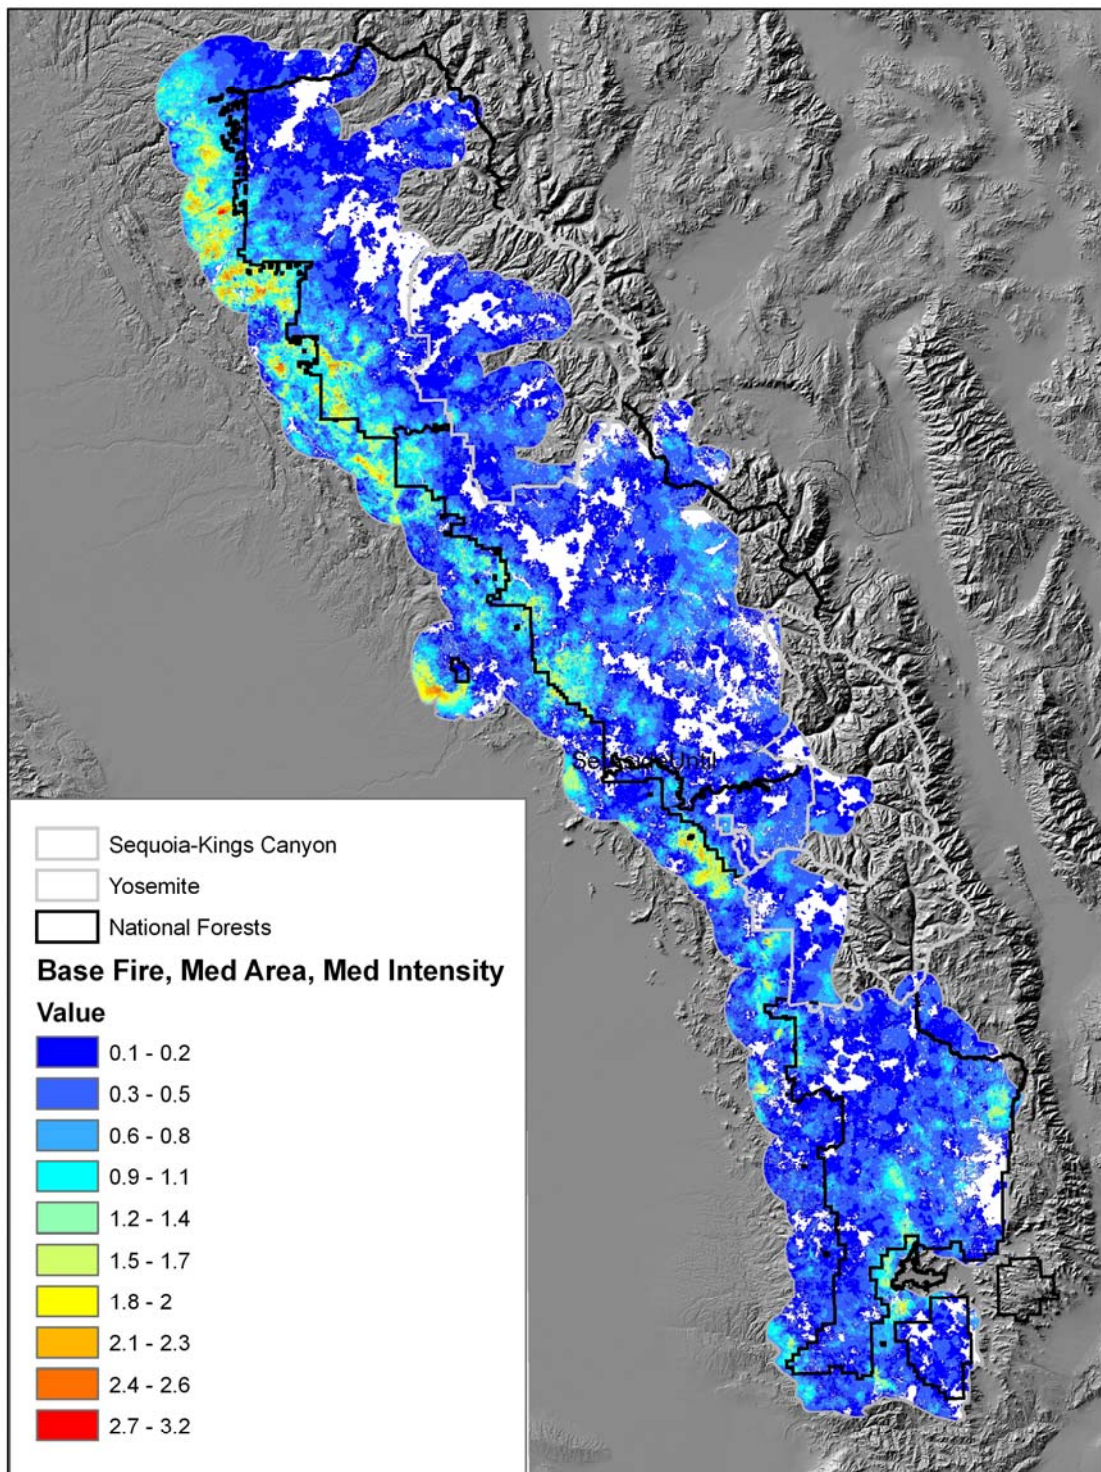 Sequoia-Kings Canyon
Yosemite
National Forests
Base Fire, Med Area, Med Intensity
Value
0.1 - 0.2
0.3 - 0.5
0.6 - 0.8
0.9 - 1.1
1.2 - 1.4
1.5 - 1.7
1.8 - 2
2.1 - 2.3
2.4 - 2.6
2.7 - 3.2